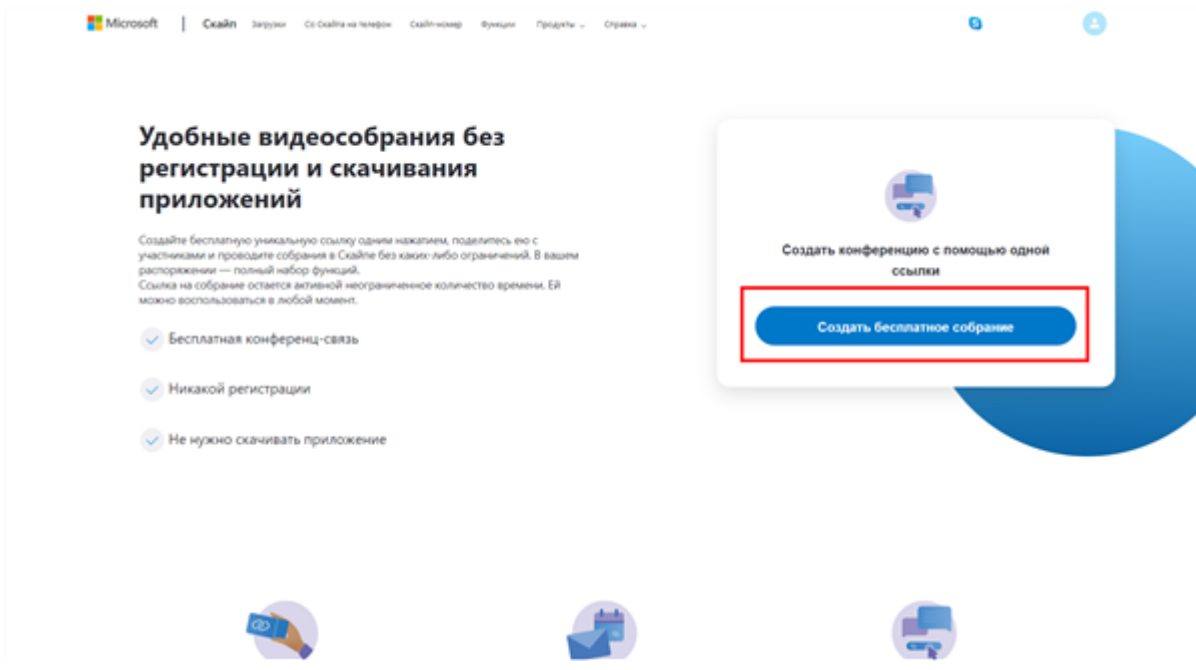 Microsoft | Скайп Загрузки Со Скайпа на телефон Скайп-номер Функции Продукты Справка
Удобные видеособрания без
регистрации и скачивания
приложений
Создайте бесплатную уникальную ссылку одним нажатием, поделитесь ею с
участниками и проводите собрания в Скайпе без каких-либо ограничений. В вашем
распоряжении — полный набор функций.
Ссылка на собрание остается активной неограниченное количество времени. Ей
можно воспользоваться в любой момент.
Бесплатная конференц-связь
Никакой регистрации
Не нужно скачивать приложение
Создать конференцию с помощью одной
ссылки
Создать бесплатное собрание